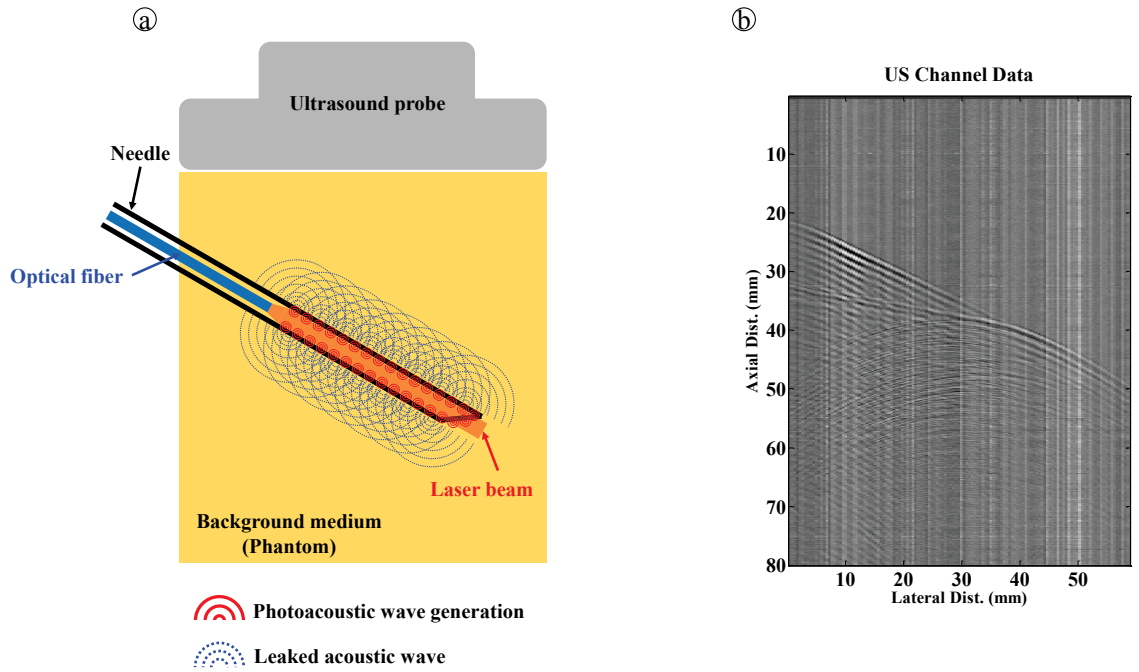 a
Ultrasound probe
Needle
Optical fiber
Laser beam
Background medium
(Phantom)
Photoacoustic wave generation
Leaked acoustic wave
b
US Channel Data
Axial Dist. (mm)
10
20
30
40
50
60
70
80
10 20 30 40 50
Lateral Dist. (mm)